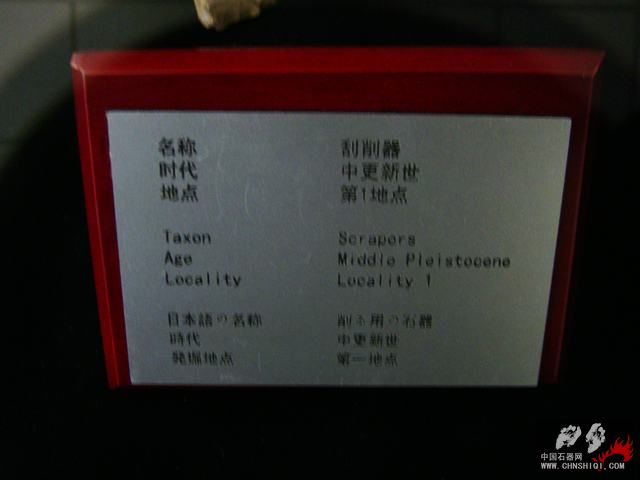 名称 刮削器
时代 中更新世
地点 第1地点
Taxon Scrapers
Age Middle Pleistocene
Locality Locality 1
日本語の名称 削る用の石器
時代 中更新世
発掘地点 第一地点
中国石器网
WWW.CHNSHIQI.COM